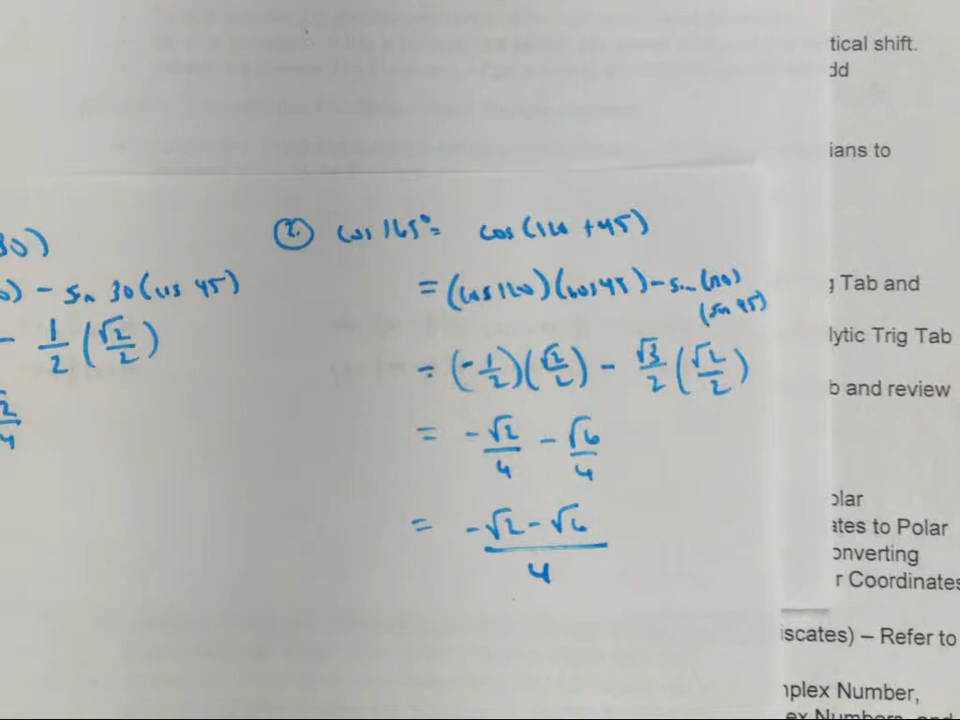 30)
- sin 30(cos 45)
- 1/2 (√2/2)
2/4
2. cos 165° = cos(120 + 45)
= (cos 120)(cos 45) - sin (120)
(sin 45)
= (-1/2)(√2/2) - √3/2 (√2/2)
= -√2/4 - √6/4
= -√2 - √6 / 4
tical shift.
dd
ians to
g Tab and
lytic Trig Tab
b and review
olar
ates to Polar
onverting
r Coordinates
iscates) – Refer to
nplex Number,
ex Numbers, and